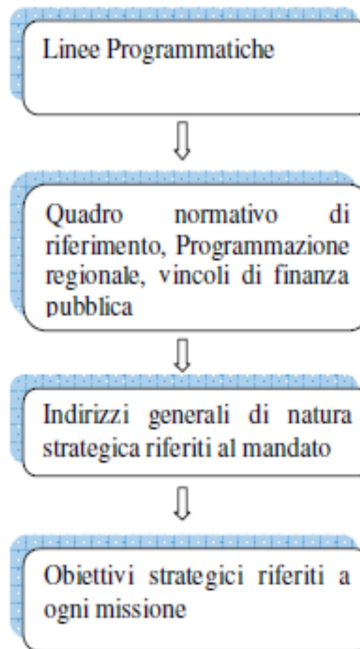 Linee Programmatiche
Quadro normativo di
riferimento, Programmazione
regionale, vincoli di finanza
pubblica
Indirizzi generali di natura
strategica riferiti al mandato
Obiettivi strategici riferiti a
ogni missione